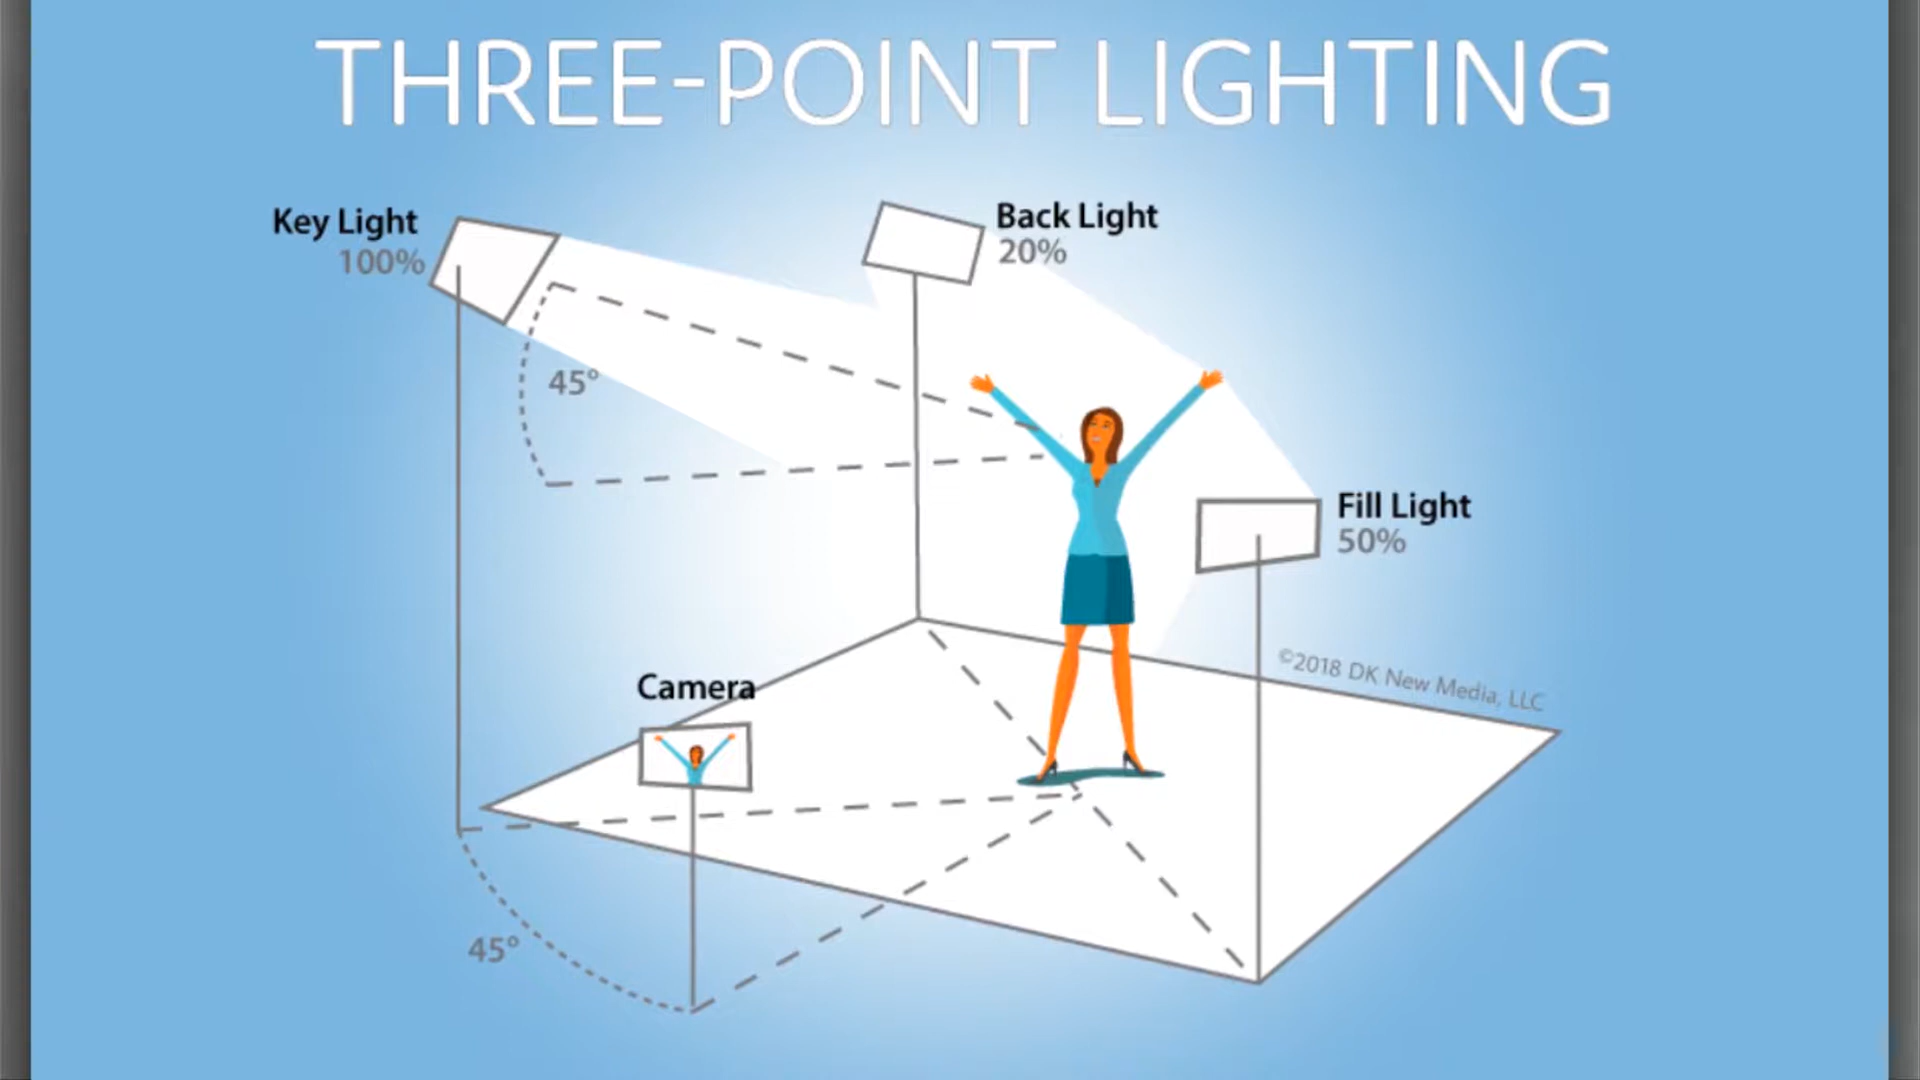 THREE-POINT LIGHTING
Key Light
100%
Back Light
20%
45°
Fill Light
50%
©2018 DK New Media, LLC
Camera
45°